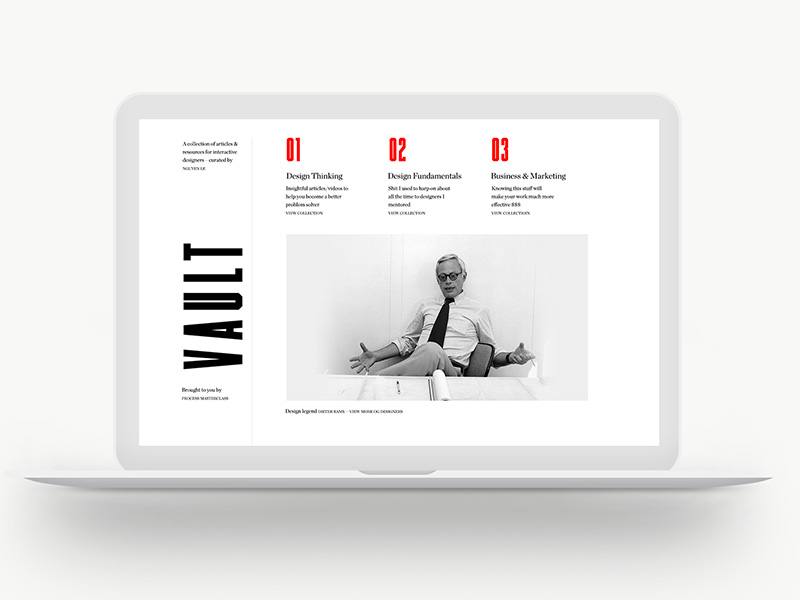 A collection of articles &
resources for interactive
designers – curated by
NGUYEN LE
VAULT
Brought to you by
PROCESS MASTERCLASS
01
Design Thinking
Insightful articles/videos to
help you become a better
problem solver
VIEW COLLECTION
02
Design Fundamentals
Shit I used to harp on about
all the time to designers I
mentored
VIEW COLLECTION
03
Business & Marketing
Knowing this stuff will
make your work much more
effective $$$
VIEW COLLECTION
Design legend DIETER RAMS – VIEW MORE OG DESIGNERS